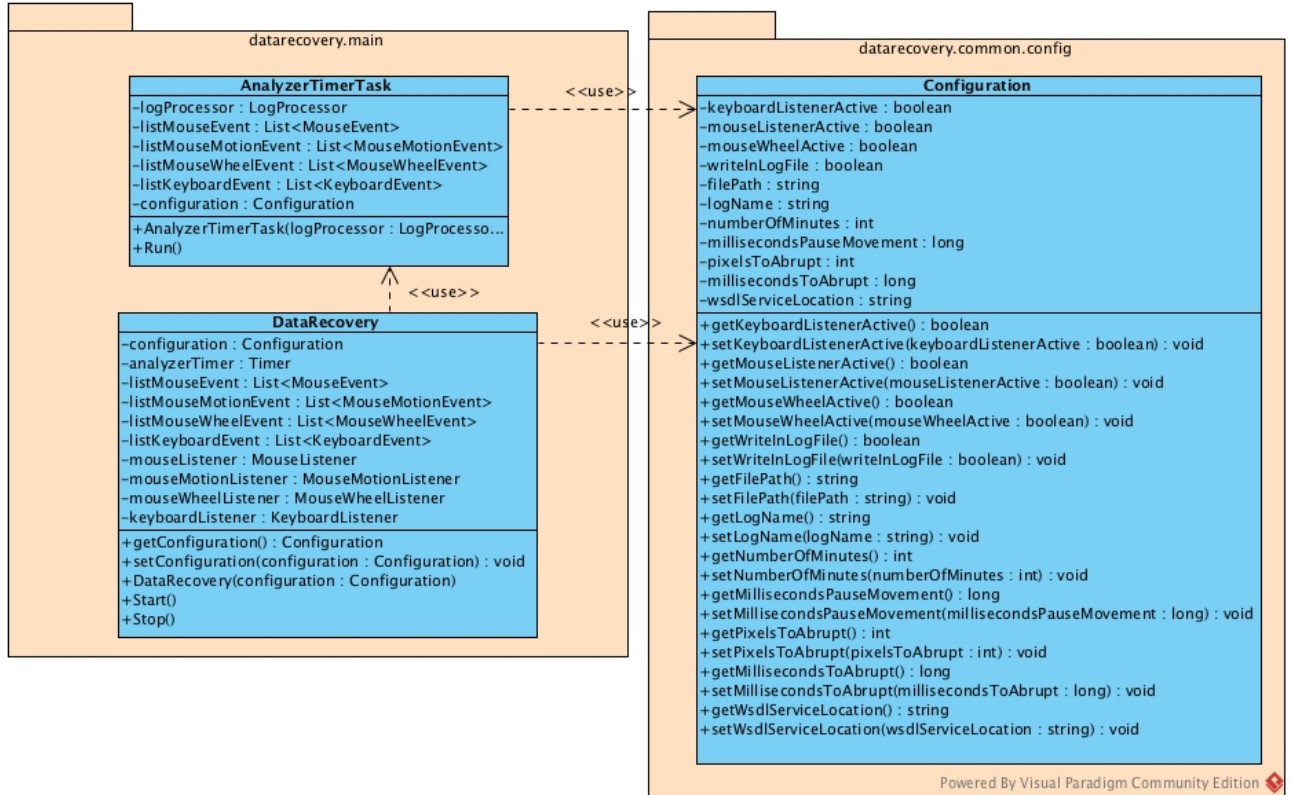 datarecovery.main
AnalyzerTimerTask
-logProcessor : LogProcessor
-listMouseEvent : List<MouseEvent>
-listMouseMotionEvent : List<MouseMotionEvent>
-listMouseWheelEvent : List<MouseWheelEvent>
-listKeyboardEvent : List<KeyboardEvent>
-configuration : Configuration
+AnalyzerTimerTask(logProcessor : LogProcesso...
+Run()
<<use>>
<<use>>
DataRecovery
-configuration : Configuration
-analyzerTimer : Timer
-listMouseEvent : List<MouseEvent>
-listMouseMotionEvent : List<MouseMotionEvent>
-listMouseWheelEvent : List<MouseWheelEvent>
-listKeyboardEvent : List<KeyboardEvent>
-mouseListener : MouseListener
-mouseMotionListener : MouseMotionListener
-mouseWheelListener : MouseWheelListener
-keyboardListener : KeyboardListener
+getConfiguration() : Configuration
+setConfiguration(configuration : Configuration) : void
+DataRecovery(configuration : Configuration)
+Start()
+Stop()
<<use>>
datarecovery.common.config
Configuration
-keyboardListenerActive : boolean
-mouseListenerActive : boolean
-mouseWheelActive : boolean
-writeInLogFile : boolean
-filePath : string
-logName : string
-numberOfMinutes : int
-millisecondsPauseMovement : long
-pixelsToAbrupt : int
-millisecondsToAbrupt : long
-wsdlServiceLocation : string
+getKeyboardListenerActive() : boolean
+setKeyboardListenerActive(keyboardListenerActive : boolean) : void
+getMouseListenerActive() : boolean
+setMouseListenerActive(mouseListenerActive : boolean) : void
+getMouseWheelActive() : boolean
+setMouseWheelActive(mouseWheelActive : boolean) : void
+getWriteInLogFile() : boolean
+setWriteInLogFile(writeInLogFile : boolean) : void
+getFilePath() : string
+setFilePath(filePath : string) : void
+getLogName() : string
+setLogName(logName : string) : void
+getNumberOfMinutes() : int
+setNumberOfMinutes(numberOfMinutes : int) : void
+getMillisecondsPauseMovement() : long
+setMillisecondsPauseMovement(millisecondsPauseMovement : long) : void
+getPixelsToAbrupt() : int
+setPixelsToAbrupt(pixelsToAbrupt : int) : void
+getMillisecondsToAbrupt() : long
+setMillisecondsToAbrupt(millisecondsToAbrupt : long) : void
+getWsdlServiceLocation() : string
+setWsdlServiceLocation(wsdlServiceLocation : string) : void
Powered By Visual Paradigm Community Edition